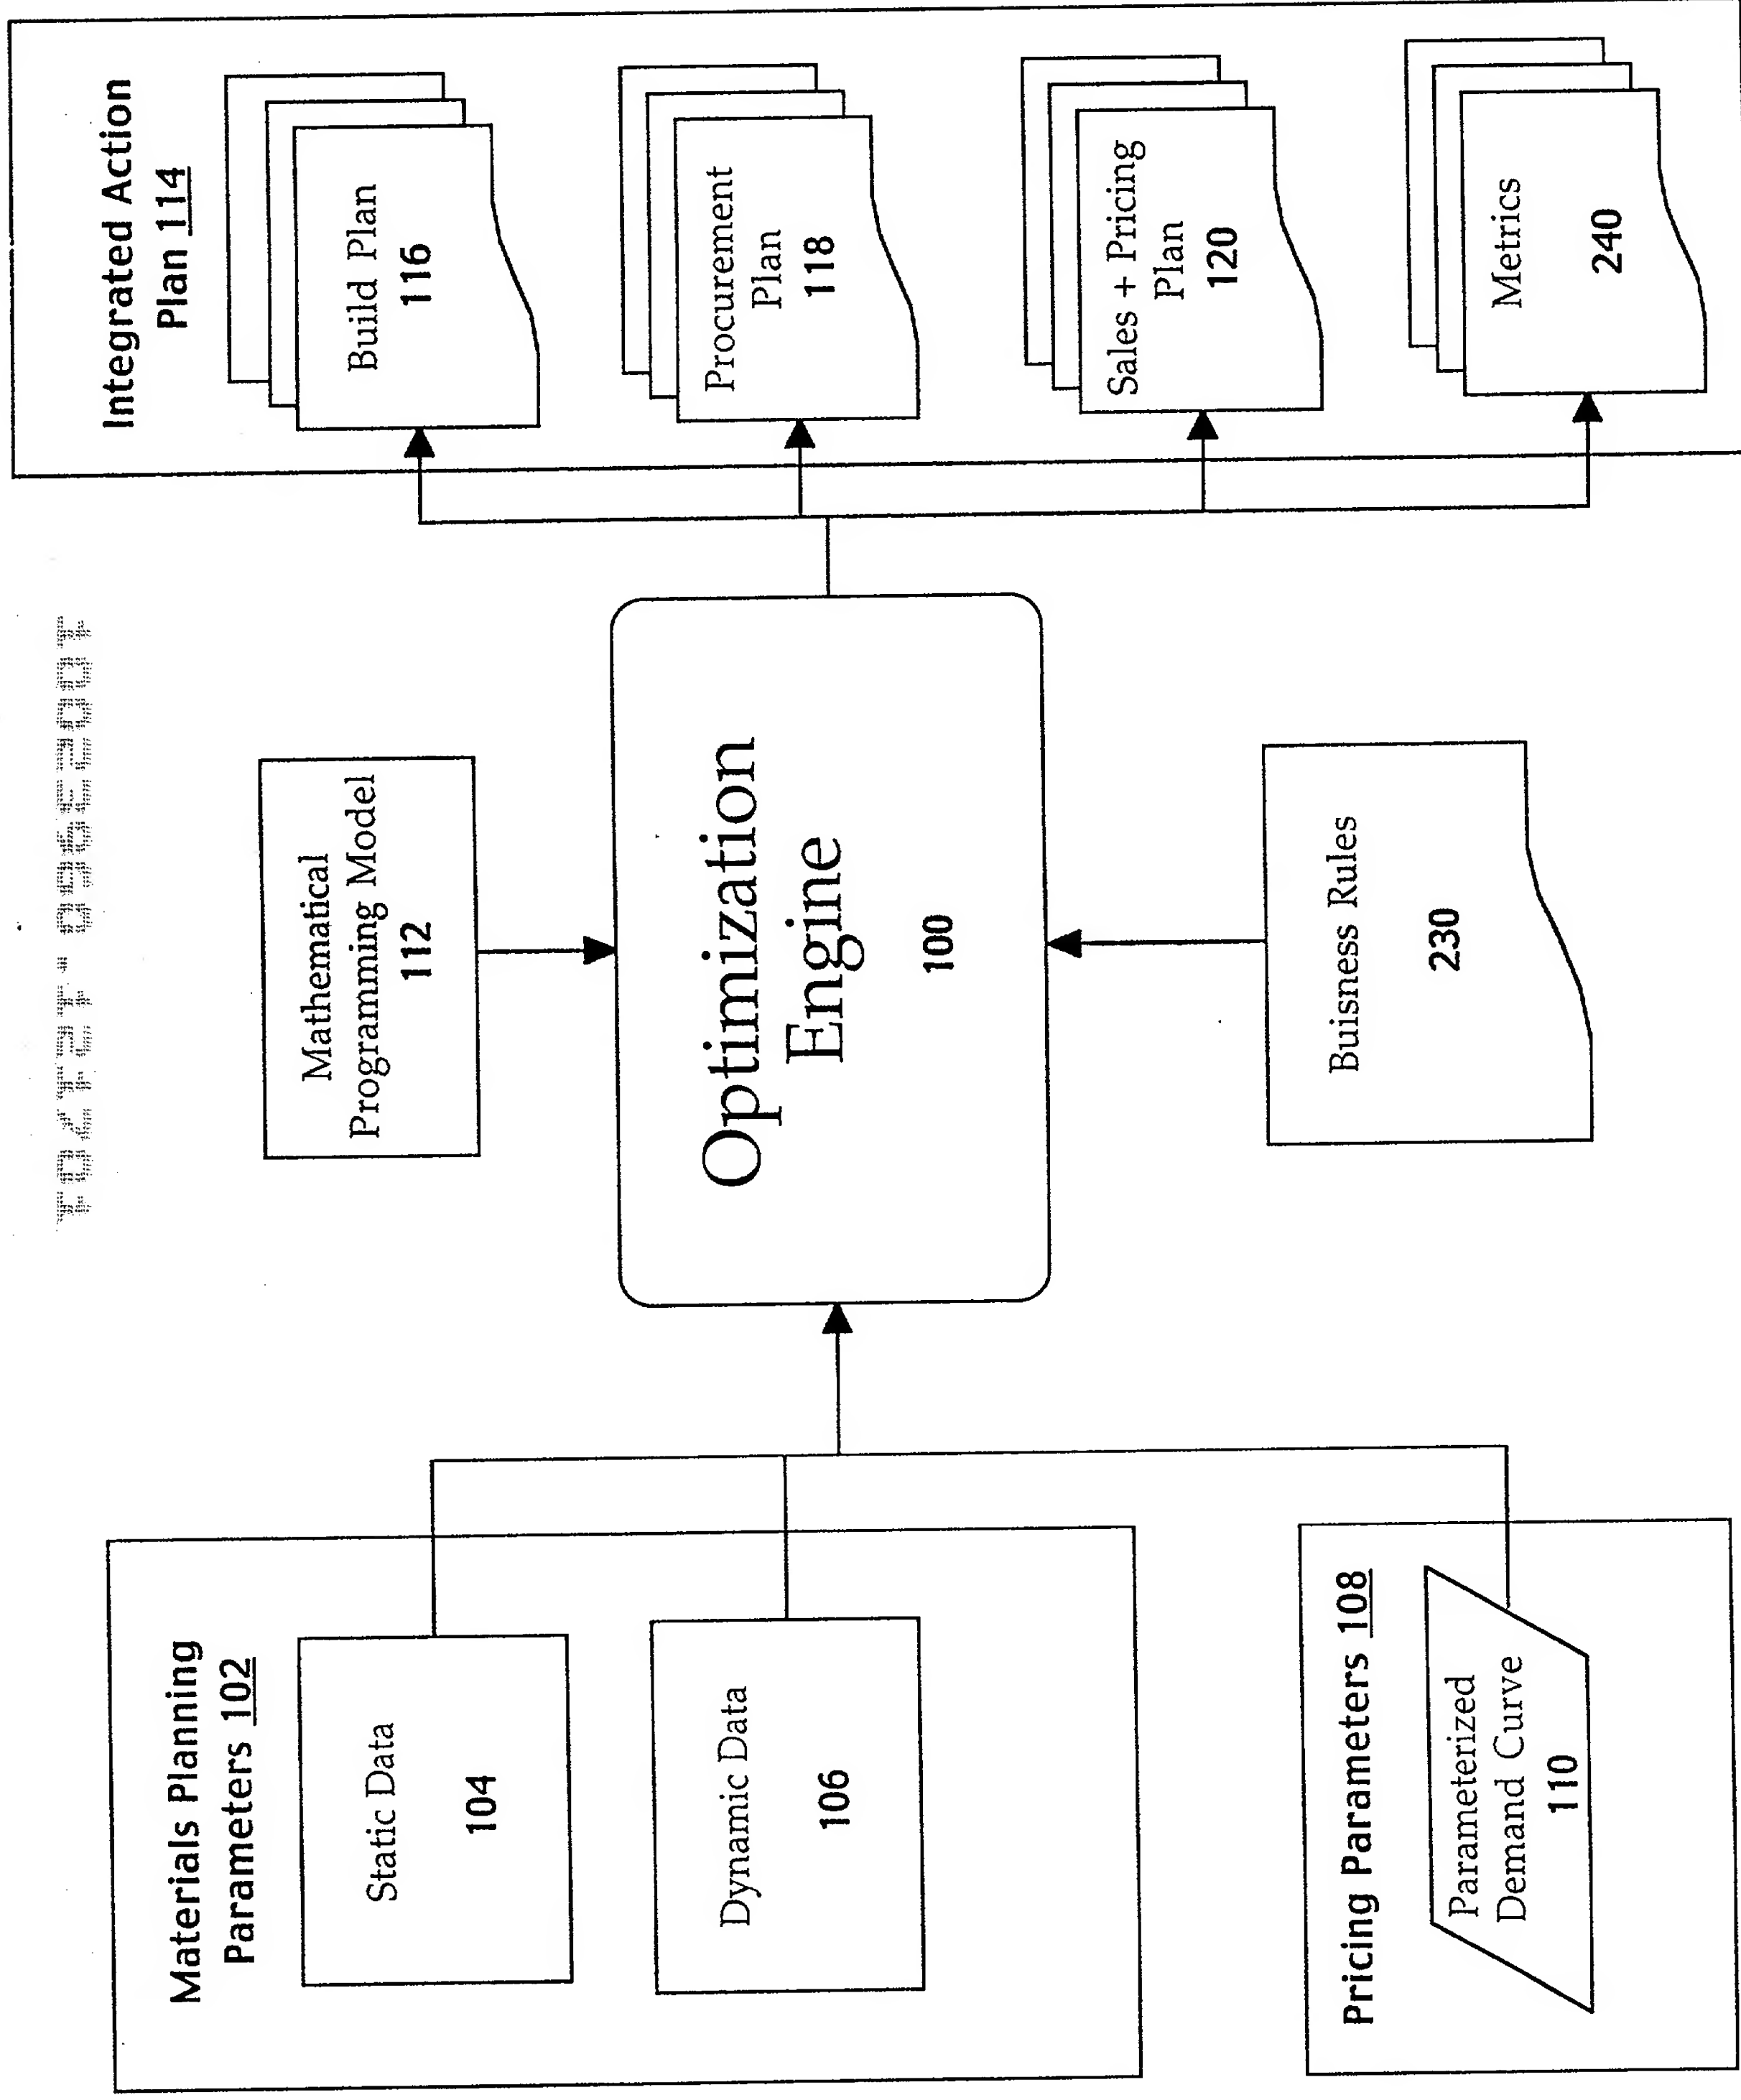 Materials Planning
Parameters 102
Static Data
104
Dynamic Data
106
Pricing Parameters 108
Parameterized
Demand Curve
110
Mathematical
Programming Model
112
Optimization
Engine
100
Buisness Rules
230
Integrated Action
Plan 114
Build Plan
116
Procurement
Plan
118
Sales + Pricing
Plan
120
Metrics
240